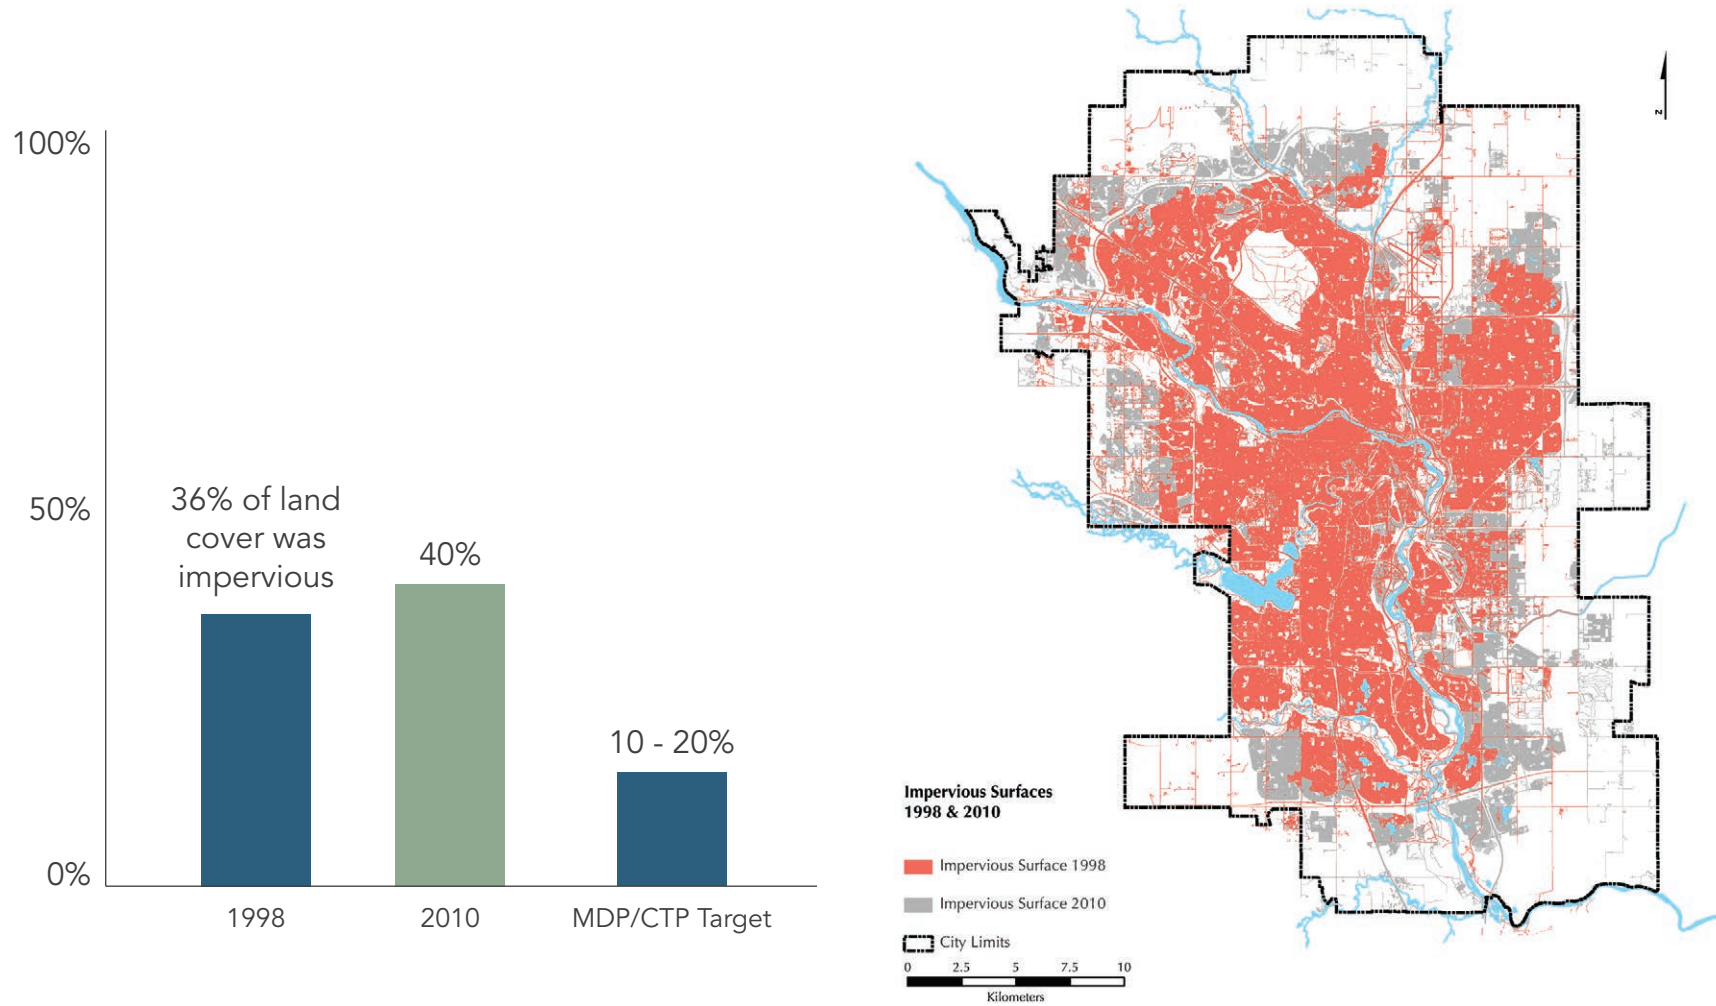 100%
50%
0%
36% of land
cover was
impervious
40%
10 - 20%
1998
2010
MDP/CTP Target
N
Impervious Surfaces
1998 & 2010
Impervious Surface 1998
Impervious Surface 2010
City Limits
0 2.5 5 7.5 10
Kilometers